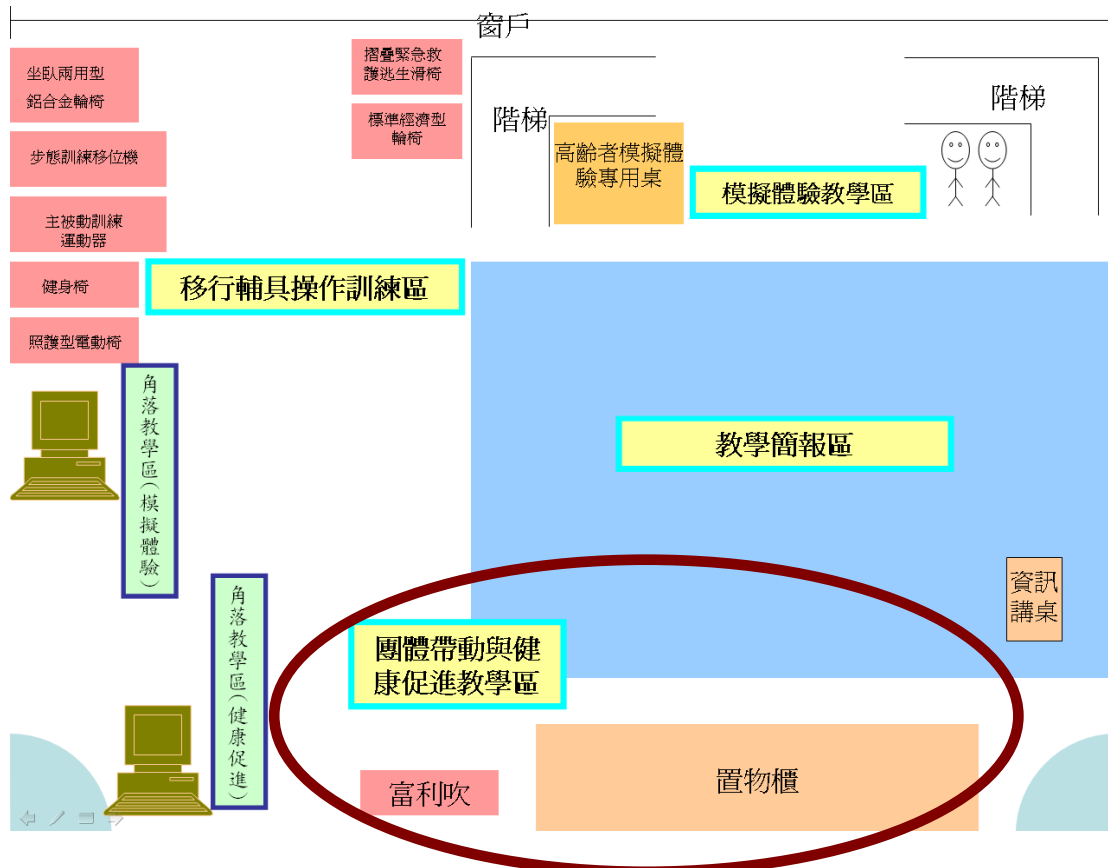 窗戶
坐臥兩用型
鋁合金輪椅
摺疊緊急救
護逃生滑椅
標準經濟型
輪椅
階梯
階梯
步態訓練移位機
高齡者模擬體
驗專用桌
模擬體驗教學區
主被動訓練
運動器
健身椅
移行輔具操作訓練區
照護型電動椅
角落教學區(模擬體驗)
教學簡報區
資訊
講桌
角落教學區(健康促進)
團體帶動與健
康促進教學區
富利吹
置物櫃